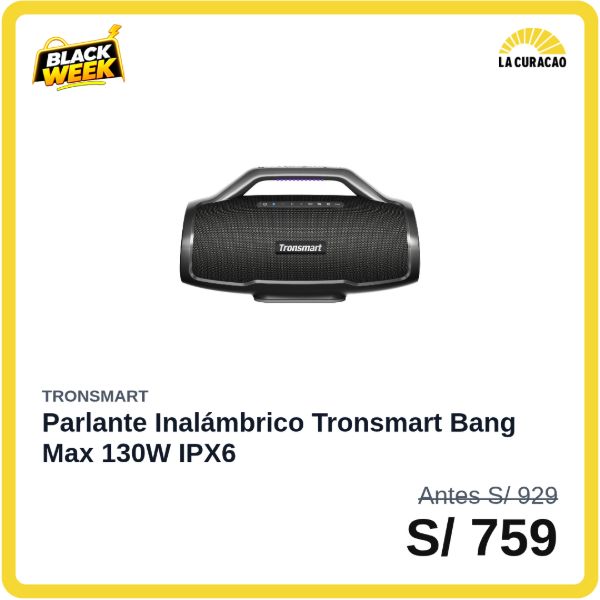 BLACK
WEEK
LA CURACAO
Tronsmart
TRONSMART
Parlante Inalámbrico Tronsmart Bang
Max 130W IPX6
Antes S/ 929
S/ 759